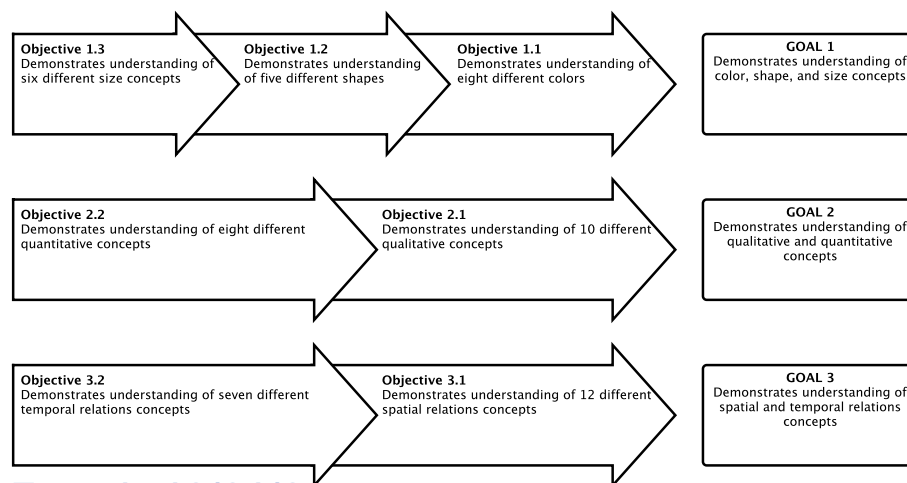 Objective 1.3
Demonstrates understanding of
six different size concepts
Objective 1.2
Demonstrates understanding
of five different shapes
Objective 1.1
Demonstrates understanding of
eight different colors
GOAL 1
Demonstrates understanding of
color, shape, and size concepts
Objective 2.2
Demonstrates understanding of eight different
quantitative concepts
Objective 2.1
Demonstrates understanding of 10 different
qualitative concepts
GOAL 2
Demonstrates understanding of
qualitative and quantitative
concepts
Objective 3.2
Demonstrates understanding of seven different
temporal relations concepts
Objective 3.1
Demonstrates understanding of 12 different
spatial relations concepts
GOAL 3
Demonstrates understanding of
spatial and temporal relations
concepts